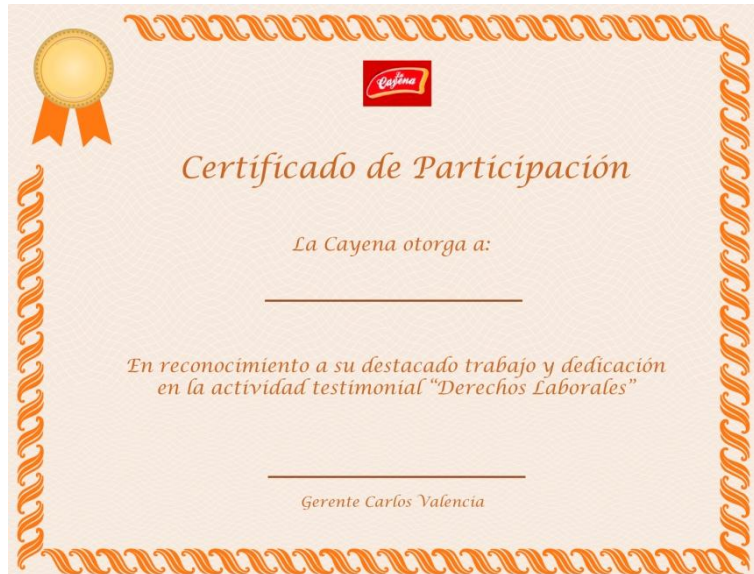 La
Cayena
Certificado de Participación
La Cayena otorga a:
En reconocimiento a su destacado trabajo y dedicación
en la actividad testimonial “Derechos Laborales”
Gerente Carlos Valencia